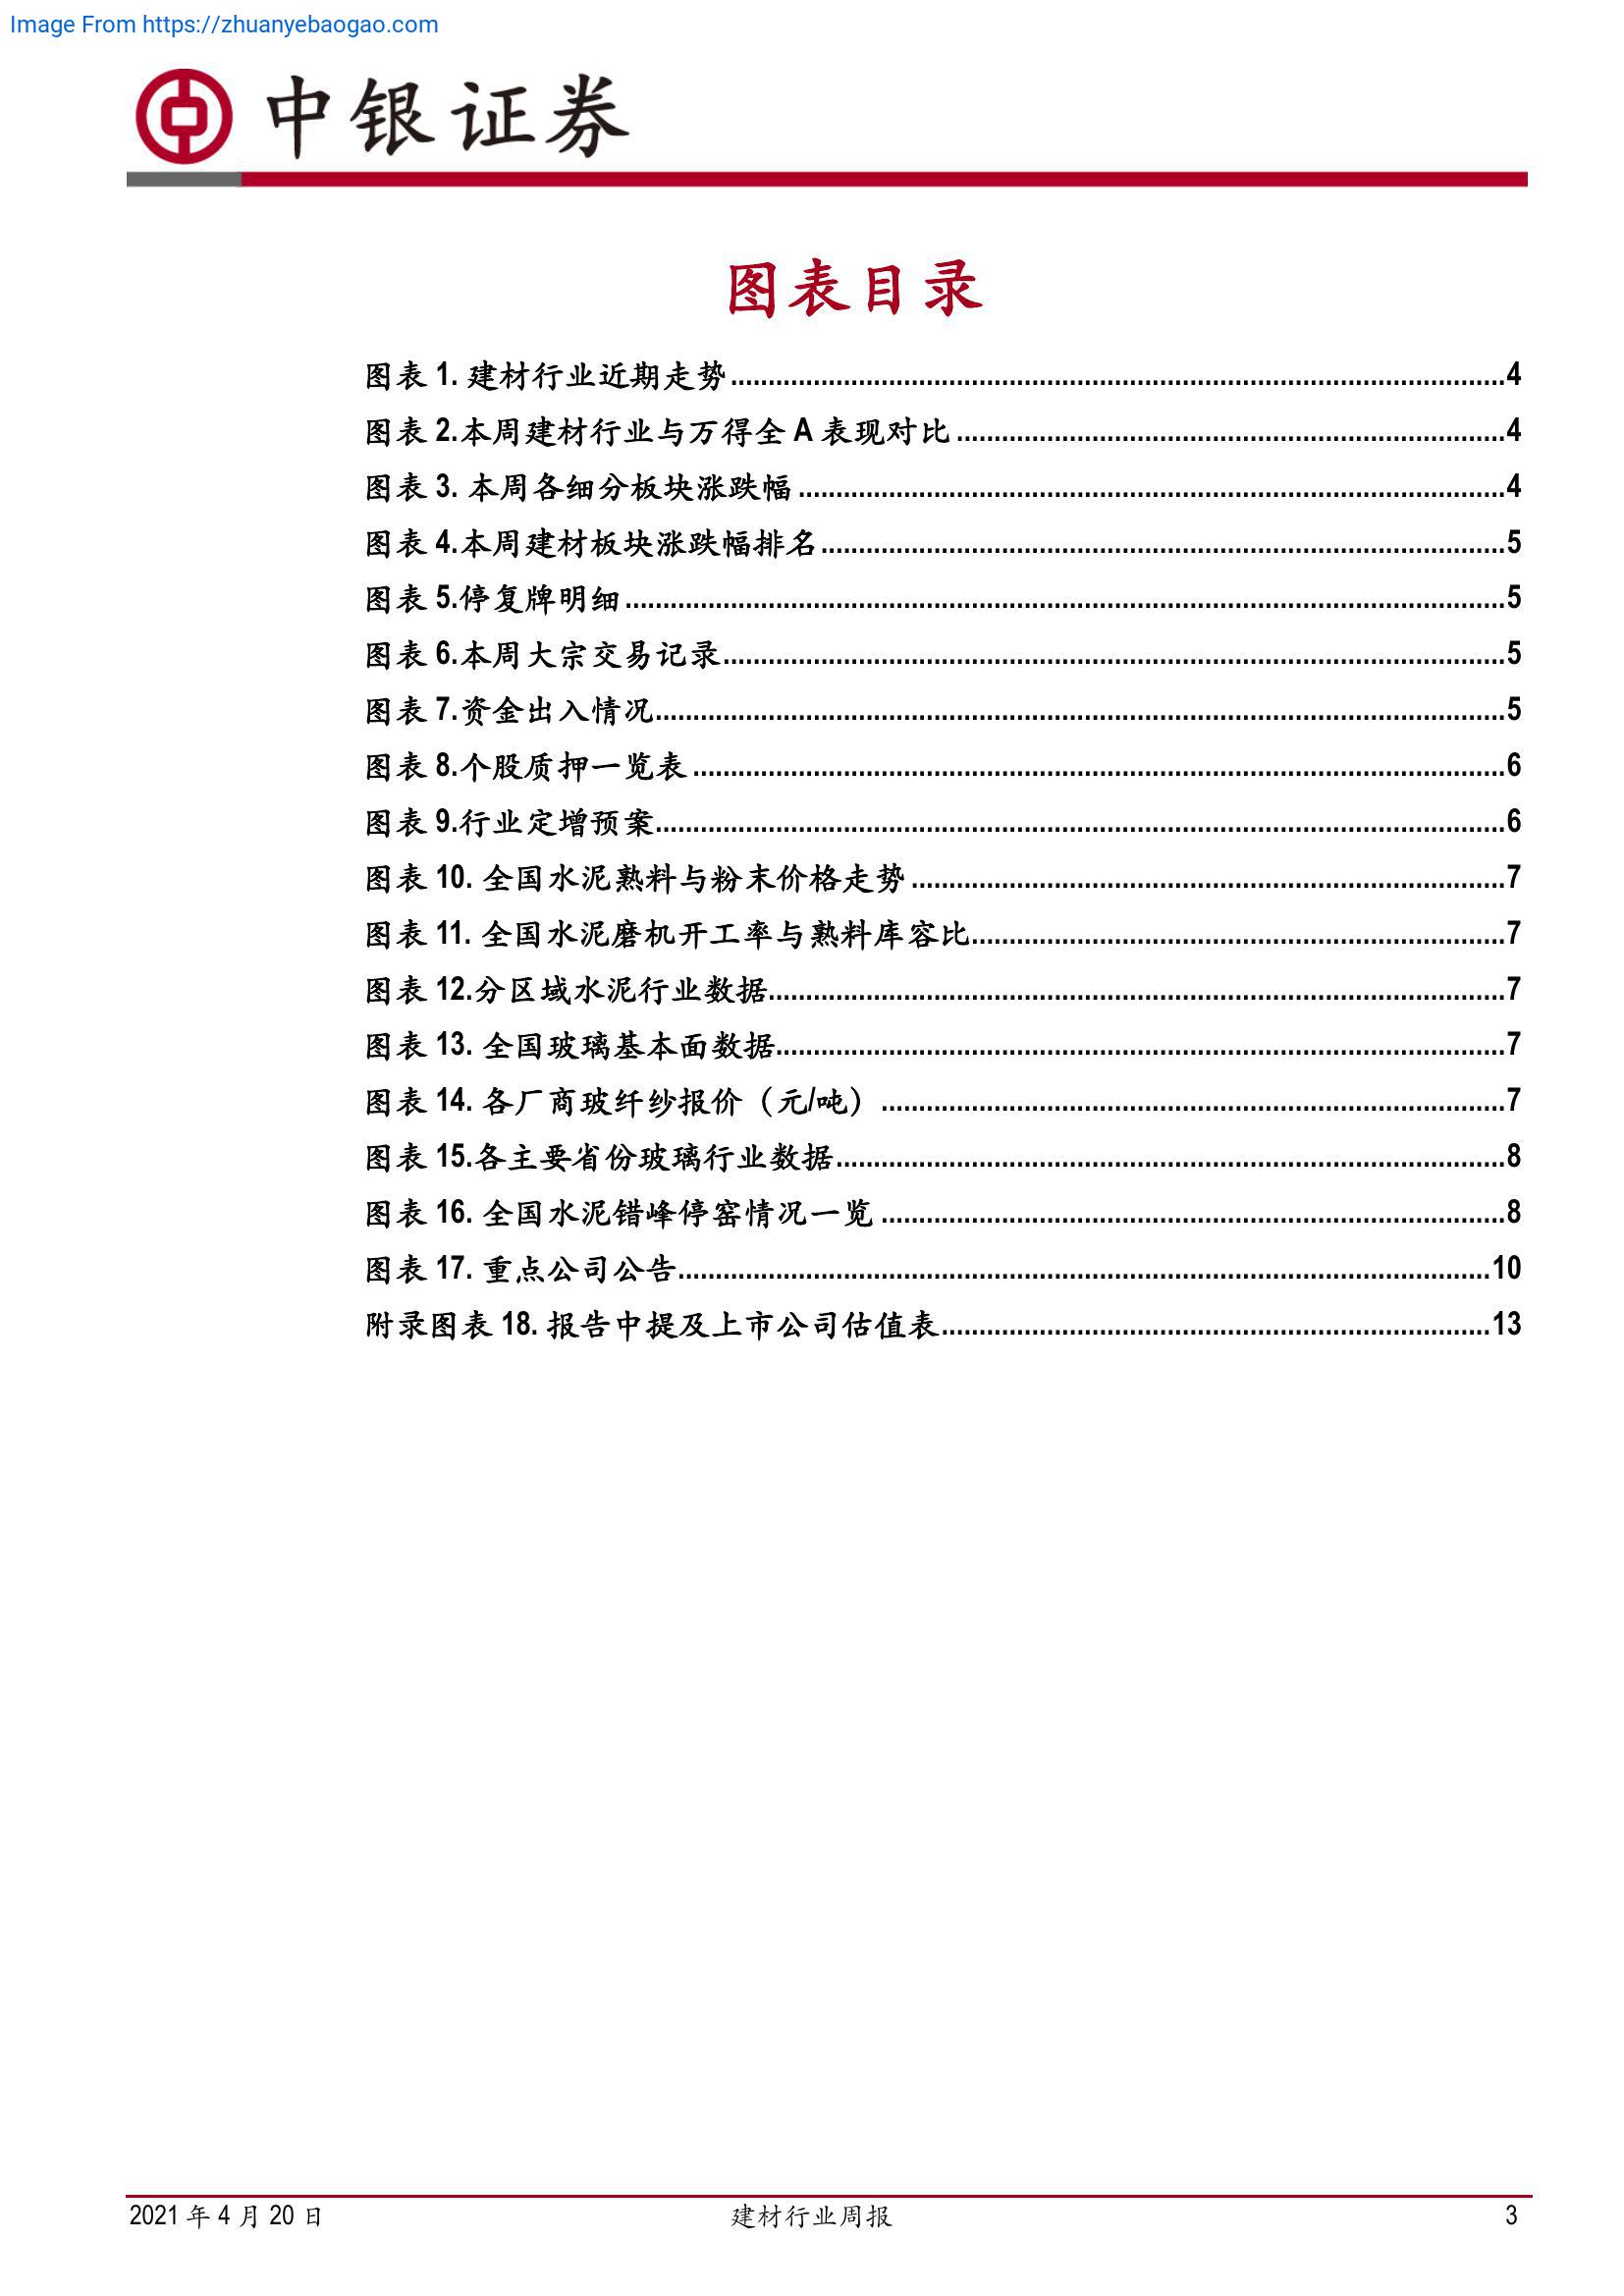 Image From https://zhuanyebaogao.com
中银证券
图表目录
图表 1. 建材行业近期走势........................................4
图表 2.本周建材行业与万得全 A 表现对比........................................4
图表 3. 本周各细分板块涨跌幅........................................4
图表 4.本周建材板块涨跌幅排名........................................5
图表 5.停复牌明细........................................5
图表 6.本周大宗交易记录........................................5
图表 7.资金出入情况........................................5
图表 8.个股质押一览表........................................6
图表 9.行业定增预案........................................6
图表 10. 全国水泥熟料与粉末价格走势........................................7
图表 11. 全国水泥磨机开工率与熟料库容比........................................7
图表 12.分区域水泥行业数据........................................7
图表 13. 全国玻璃基本面数据........................................7
图表 14. 各厂商玻纤纱报价（元/吨）........................................7
图表 15.各主要省份玻璃行业数据........................................8
图表 16. 全国水泥错峰停窑情况一览........................................8
图表 17. 重点公司公告........................................10
附录图表 18. 报告中提及上市公司估值表........................................13
2021 年 4 月 20 日 建材行业周报 3